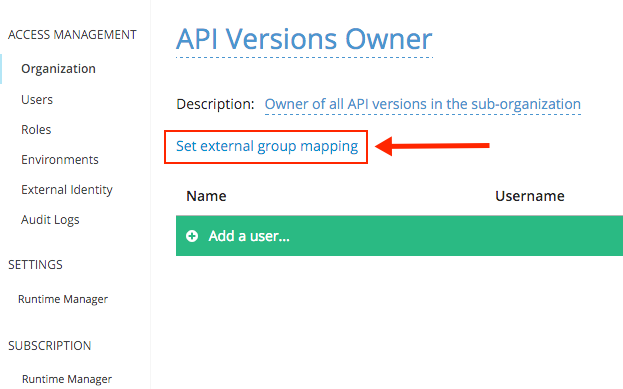 ACCESS MANAGEMENT
Organization
Users
Roles
Environments
External Identity
Audit Logs
SETTINGS
Runtime Manager
SUBSCRIPTION
Runtime Manager
API Versions Owner
Description: Owner of all API versions in the sub-organization
Set external group mapping
Name Username
Add a user...